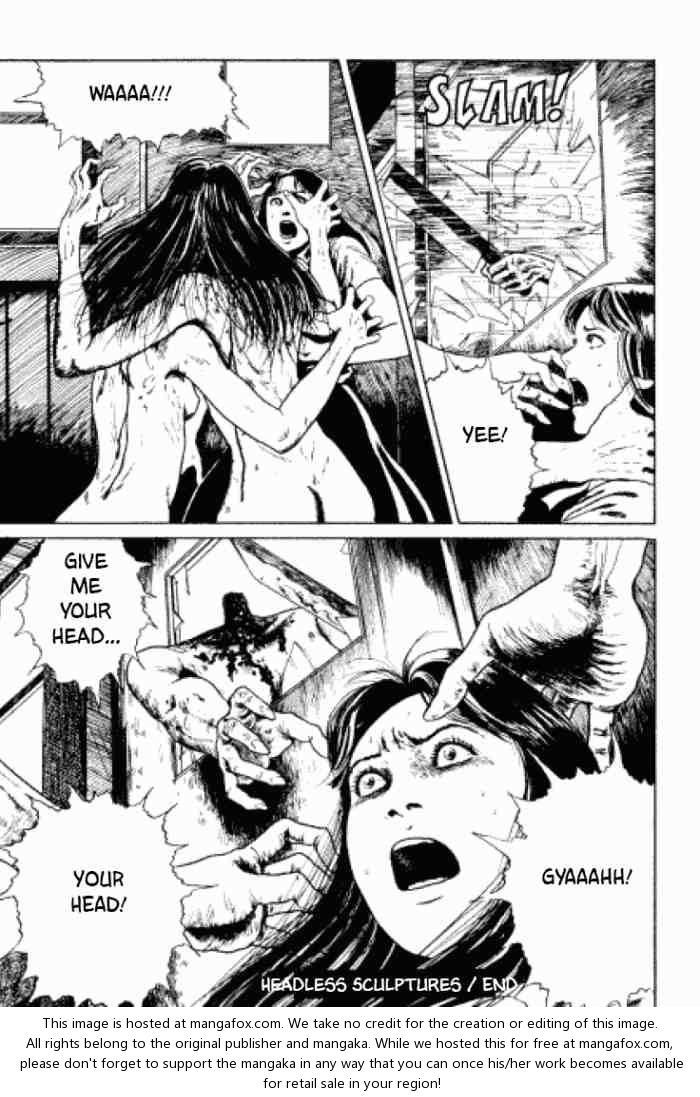 SLAM!
YEE!
WAAAA!!!
GYAAAHH!
GIVE
ME
YOUR
HEAD...
YOUR
HEAD!
HEADLESS SCULPTURES / END
This image is hosted at mangafox.com. We take no credit for the creation or editing of this image.
All rights belong to the original publisher and mangaka. While we hosted this for free at mangafox.com,
please don't forget to support the mangaka in any way that you can once his/her work becomes available
for retail sale in your region!